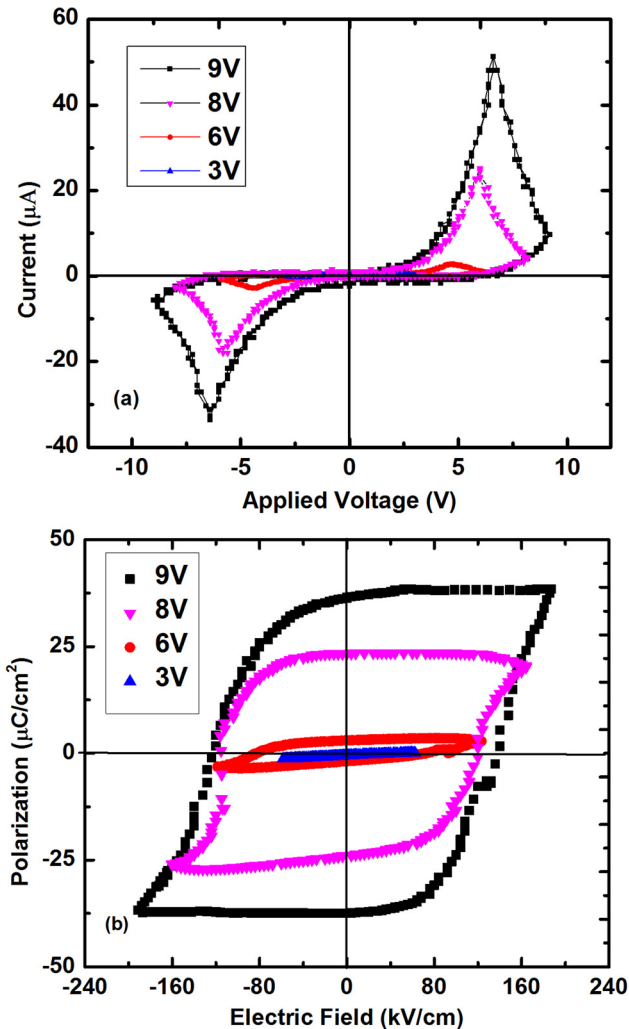 60
40
20
0
-20
-40
Current (μA)
9V
8V
6V
3V
(a)
-10 -5 0 5 10
Applied Voltage (V)
50
25
0
-25
-50
Polarization (μC/cm²)
9V
8V
6V
3V
(b)
-240 -160 -80 0 80 160 240
Electric Field (kV/cm)